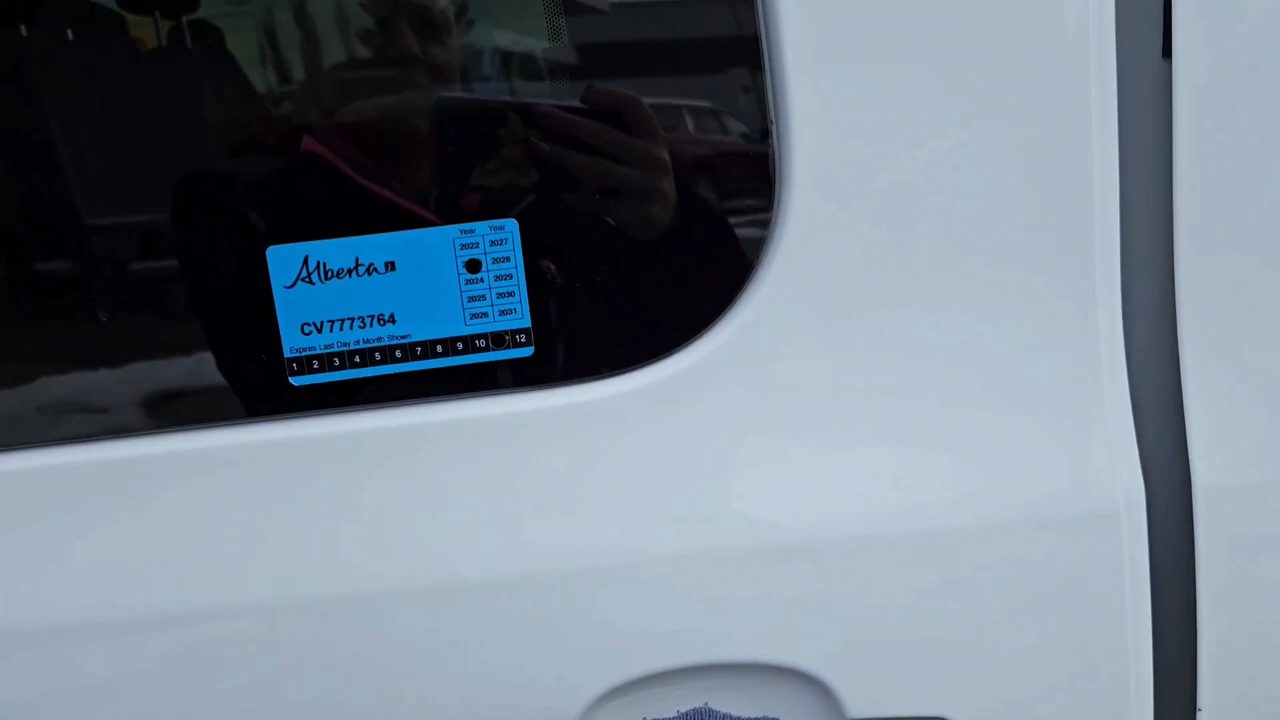 Alberta
Year Year
2022 2027
2028
2024 2029
2025 2030
2026 2031
CV7773764
Expires Last Day of Month Shown
1 2 3 4 5 6 7 8 9 10 12